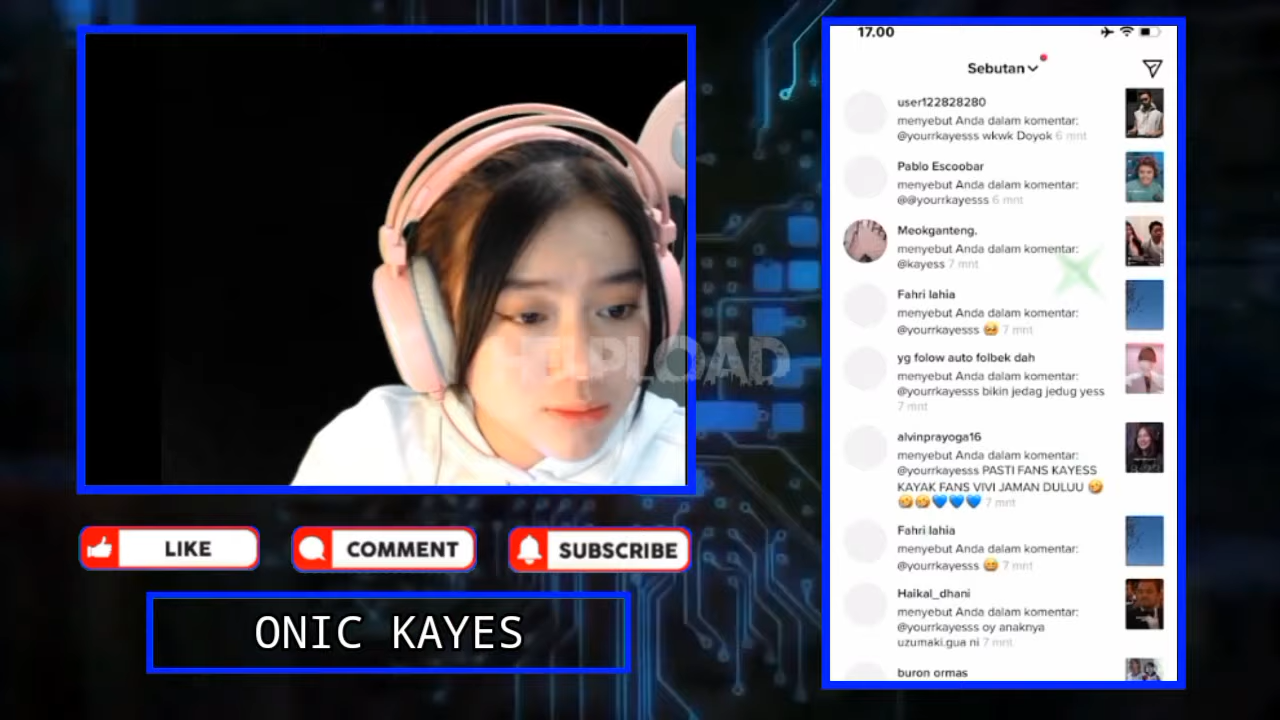 HELPLOAD
LIKE
COMMENT
SUBSCRIBE
ONIC KAYES
17.00
Sebutan
user122828280
menyebut Anda dalam komentar:
@yourrkayesss wkwk Doyok 6 mnt
Pablo Escoobar
menyebut Anda dalam komentar:
@@yourrkayesss 6 mnt
Meokganteng.
menyebut Anda dalam komentar:
@kayess 7 mnt
Fahri lahia
menyebut Anda dalam komentar:
@yourrkayesss 🥹 7 mnt
yg folow auto folbek dah
menyebut Anda dalam komentar:
@yourrkayesss bikin jedag jedug yess
7 mnt
alvinprayoga16
menyebut Anda dalam komentar:
@yourrkayesss PASTI FANS KAYESS
KAYAK FANS VIVI JAMAN DULUU 🤣
🤣🤣💙💙💙 7 mnt
Fahri lahia
menyebut Anda dalam komentar:
@yourrkayesss 😅 7 mnt
Haikal_dhani
menyebut Anda dalam komentar:
@yourrkayesss oy anaknya
uzumaki.gua ni 7 mnt
buron ormas